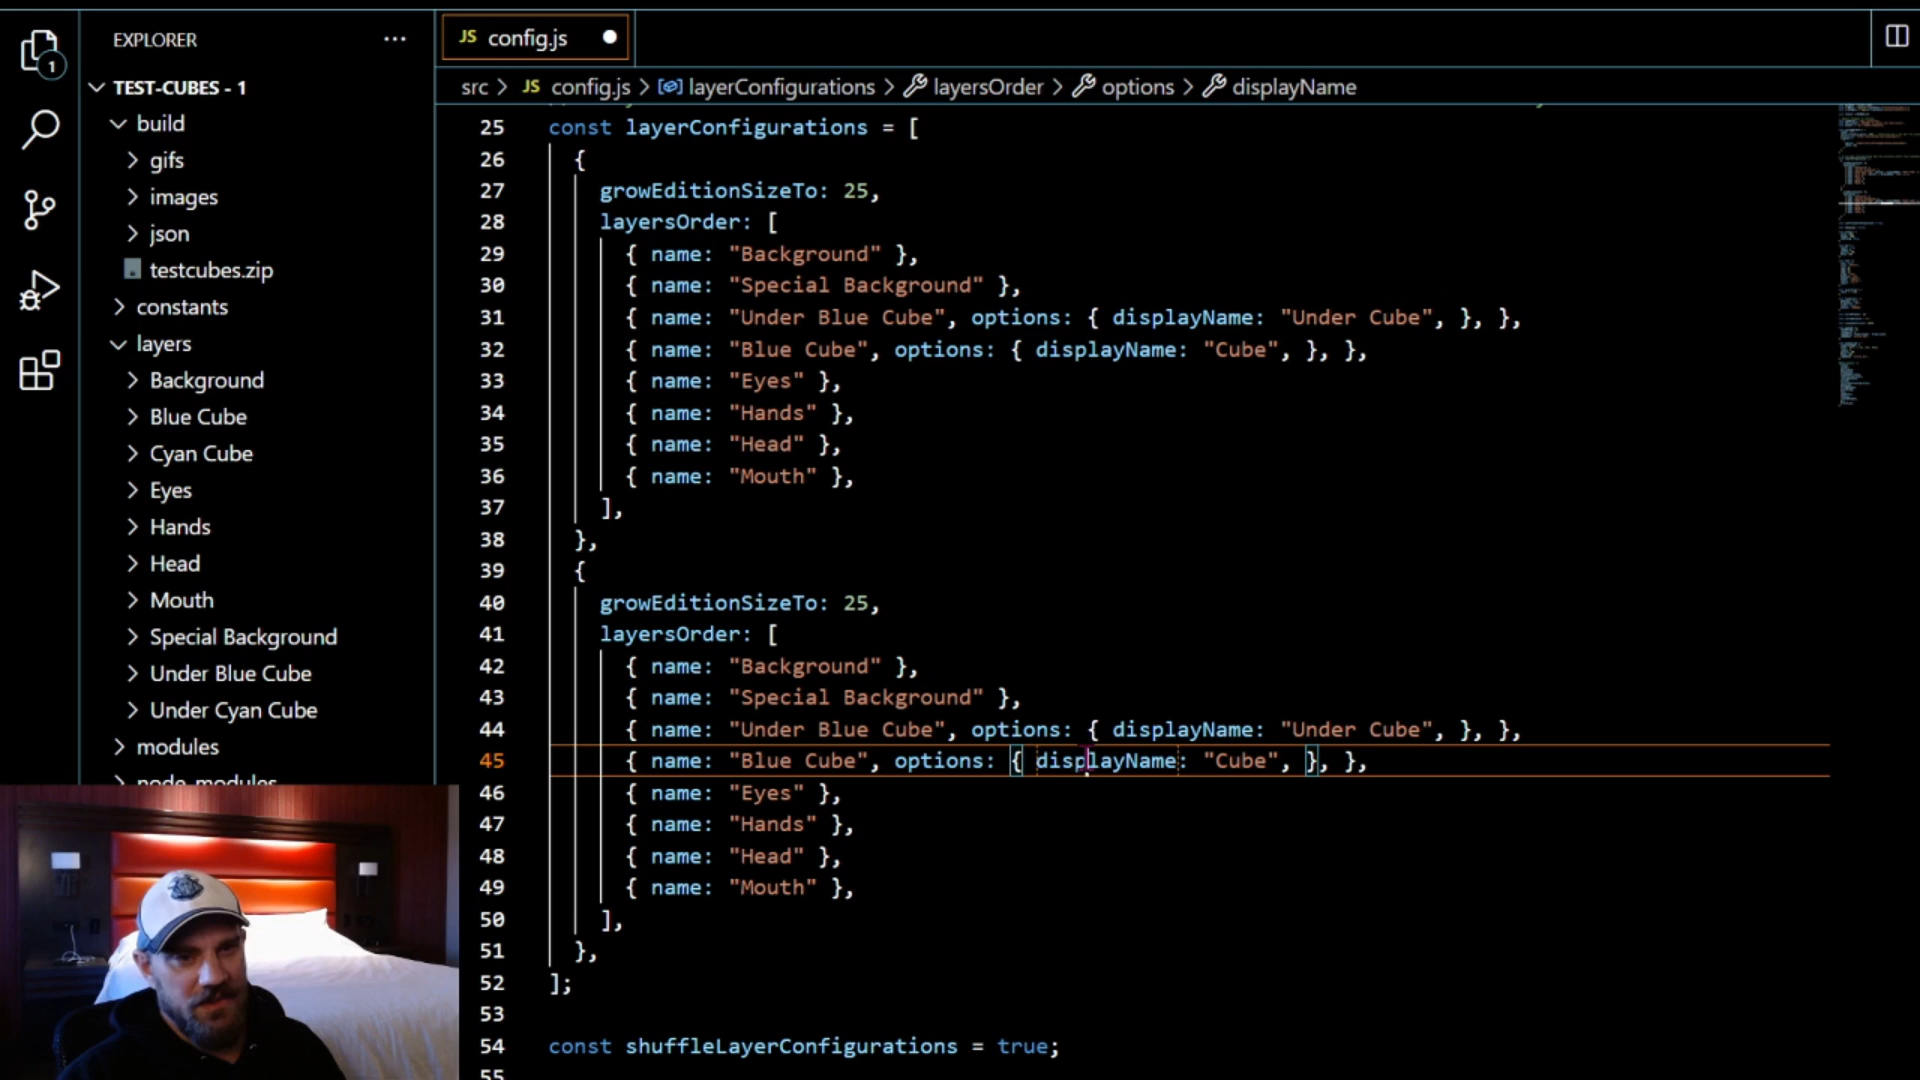 EXPLORER
TEST-CUBES - 1
build
gifs
images
json
testcubes.zip
constants
layers
Background
Blue Cube
Cyan Cube
Eyes
Hands
Head
Mouth
Special Background
Under Blue Cube
Under Cyan Cube
modules
node_modules
1
JS config.js
src > JS config.js > layerConfigurations > layersOrder > options > displayName
25 const layerConfigurations = [
26 {
27 growEditionSizeTo: 25,
28 layersOrder: [
29 { name: "Background" },
30 { name: "Special Background" },
31 { name: "Under Blue Cube", options: { displayName: "Under Cube", }, },
32 { name: "Blue Cube", options: { displayName: "Cube", }, },
33 { name: "Eyes" },
34 { name: "Hands" },
35 { name: "Head" },
36 { name: "Mouth" },
37 ],
38 },
39 {
40 growEditionSizeTo: 25,
41 layersOrder: [
42 { name: "Background" },
43 { name: "Special Background" },
44 { name: "Under Blue Cube", options: { displayName: "Under Cube", }, },
45 { name: "Blue Cube", options: { displayName: "Cube", }, },
46 { name: "Eyes" },
47 { name: "Hands" },
48 { name: "Head" },
49 { name: "Mouth" },
50 ],
51 },
52 ];
53
54 const shuffleLayerConfigurations = true;
55